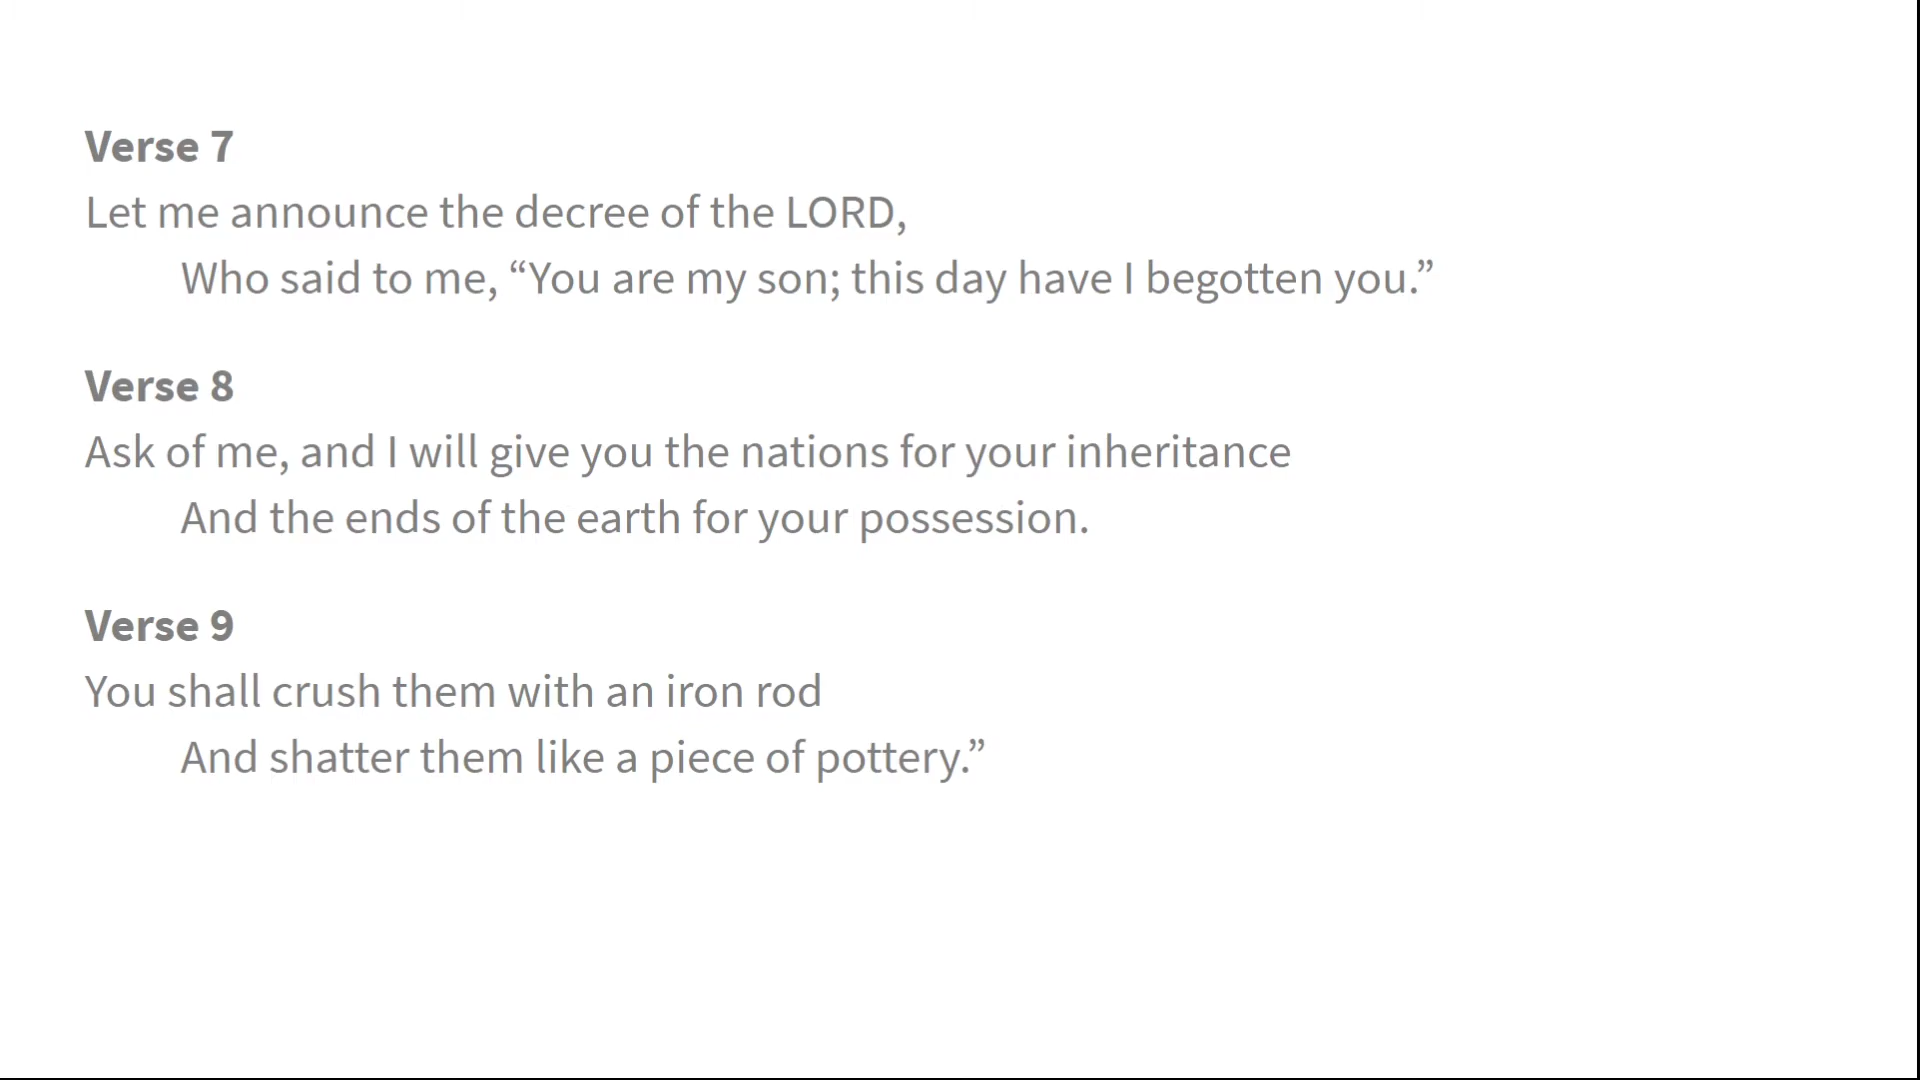 Verse 7
Let me announce the decree of the LORD,
Who said to me, “You are my son; this day have I begotten you.”
Verse 8
Ask of me, and I will give you the nations for your inheritance
And the ends of the earth for your possession.
Verse 9
You shall crush them with an iron rod
And shatter them like a piece of pottery.”